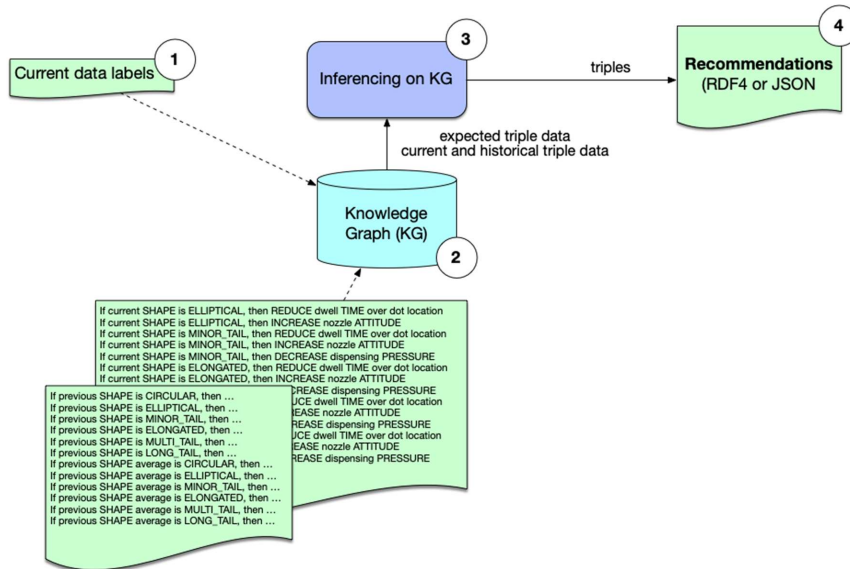 1
Current data labels
3
Inferencing on KG
triples
4
Recommendations
(RDF4 or JSON
expected triple data
current and historical triple data
Knowledge
Graph (KG)
2
If current SHAPE is ELLIPTICAL, then REDUCE dwell TIME over dot location
If current SHAPE is ELLIPTICAL, then INCREASE nozzle ATTITUDE
If current SHAPE is MINOR_TAIL, then REDUCE dwell TIME over dot location
If current SHAPE is MINOR_TAIL, then INCREASE nozzle ATTITUDE
If current SHAPE is MINOR_TAIL, then DECREASE dispensing PRESSURE
If current SHAPE is ELONGATED, then REDUCE dwell TIME over dot location
If current SHAPE is ELONGATED, then INCREASE nozzle ATTITUDE
CREASE dispensing PRESSURE
UCE dwell TIME over dot location
REASE nozzle ATTITUDE
REASE dispensing PRESSURE
UCE dwell TIME over dot location
REASE nozzle ATTITUDE
REASE dispensing PRESSURE
If previous SHAPE is CIRCULAR, then …
If previous SHAPE is ELLIPTICAL, then …
If previous SHAPE is MINOR_TAIL, then …
If previous SHAPE is ELONGATED, then …
If previous SHAPE is MULTI_TAIL, then …
If previous SHAPE is LONG_TAIL, then …
If previous SHAPE average is CIRCULAR, then …
If previous SHAPE average is ELLIPTICAL, then …
If previous SHAPE average is MINOR_TAIL, then …
If previous SHAPE average is ELONGATED, then …
If previous SHAPE average is MULTI_TAIL, then …
If previous SHAPE average is LONG_TAIL, then …